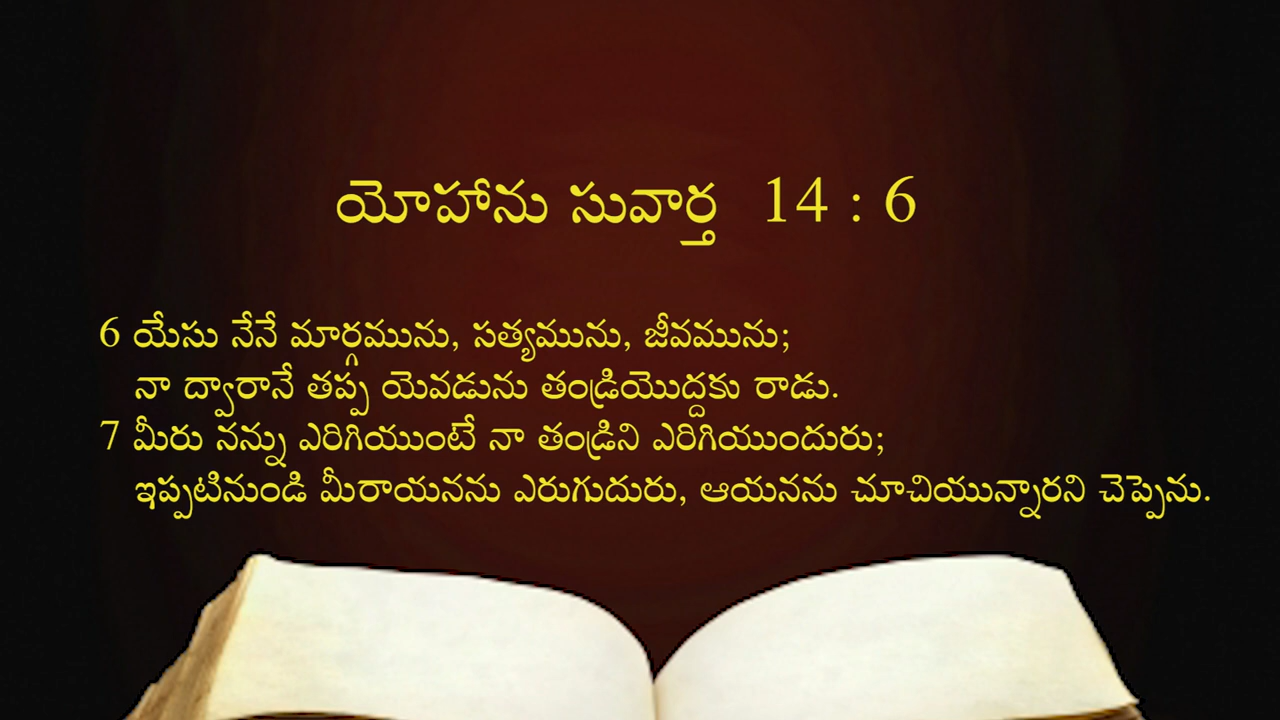 యోహాను సువార్త 14 : 6
6 యేసు నేనే మార్గమును, సత్యమును, జీవమును;
నా ద్వారానే తప్ప యెవడును తండ్రియొద్దకు రాడు.
7 మీరు నన్ను ఎరిగియుంటే నా తండ్రిని ఎరిగియుందురు;
ఇప్పటినుండి మీరాయనను ఎరుగుదురు, ఆయనను చూచియున్నారని చెప్పెను.